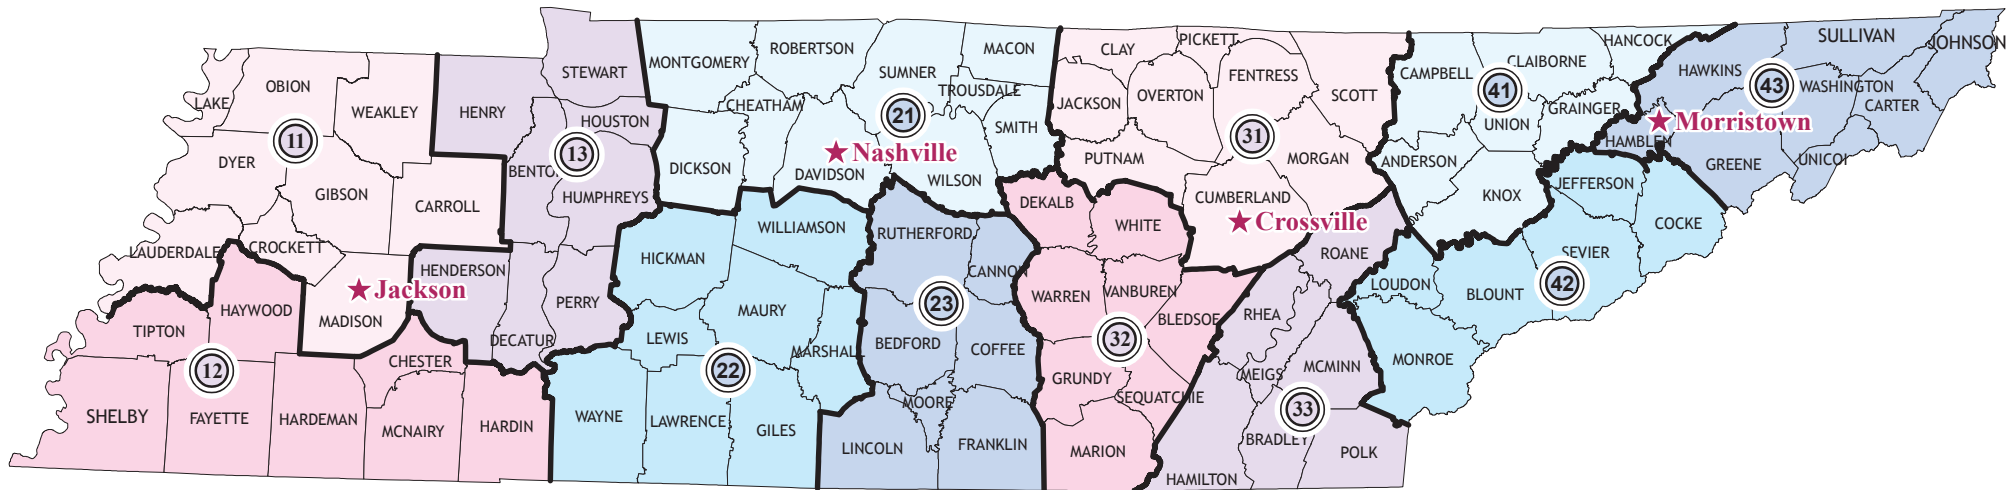 LAKE
OBION
WEAKLEY
11
DYER
GIBSON
CARROLL
LAUDERDALE
CROCKETT
MADISON
Jackson
HAYWOOD
TIPTON
12
SHELBY
FAYETTE
HARDEMAN
CHESTER
MCNAIRY
HARDIN
STEWART
HENRY
HOUSTON
13
BENTON
HUMPHREYS
HENDERSON
DECATUR
PERRY
MONTGOMERY
ROBERTSON
MACON
SUMNER
TROUSDALE
CHEATHAM
21
SMITH
Nashville
DICKSON
DAVIDSON
WILSON
WILLIAMSON
HICKMAN
MAURY
LEWIS
MARSHALL
22
WAYNE
LAWRENCE
GILES
RUTHERFORD
CANNON
23
BEDFORD
COFFEE
MOORE
LINCOLN
FRANKLIN
CLAY
PICKETT
FENTRESS
SCOTT
JACKSON
OVERTON
31
PUTNAM
MORGAN
CUMBERLAND
Crossville
DEKALB
WHITE
WARREN
VANBUREN
BLEDSOE
32
GRUNDY
SEQUATCHIE
MARION
ROANE
RHEA
MEIGS
MCMINN
33
BRADLEY
POLK
HAMILTON
CAMPBELL
CLAIBORNE
HANCOCK
41
UNION
GRAINGER
ANDERSON
KNOX
JEFFERSON
COCKE
SEVIER
42
LOUDON
BLOUNT
MONROE
SULLIVAN
JOHNSON
HAWKINS
43
WASHINGTON
CARTER
Morristown
HAMBLEN
GREENE
UNICOI